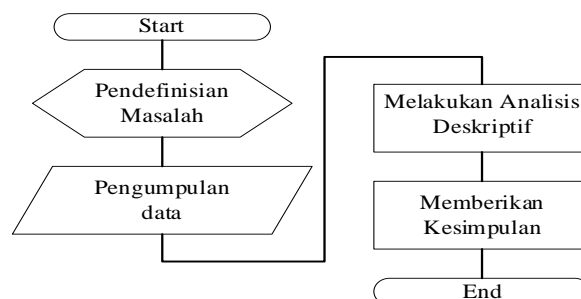 Start
Pendefinisian
Masalah
Pengumpulan
data
Melakukan Analisis
Deskriptif
Memberikan
Kesimpulan
End